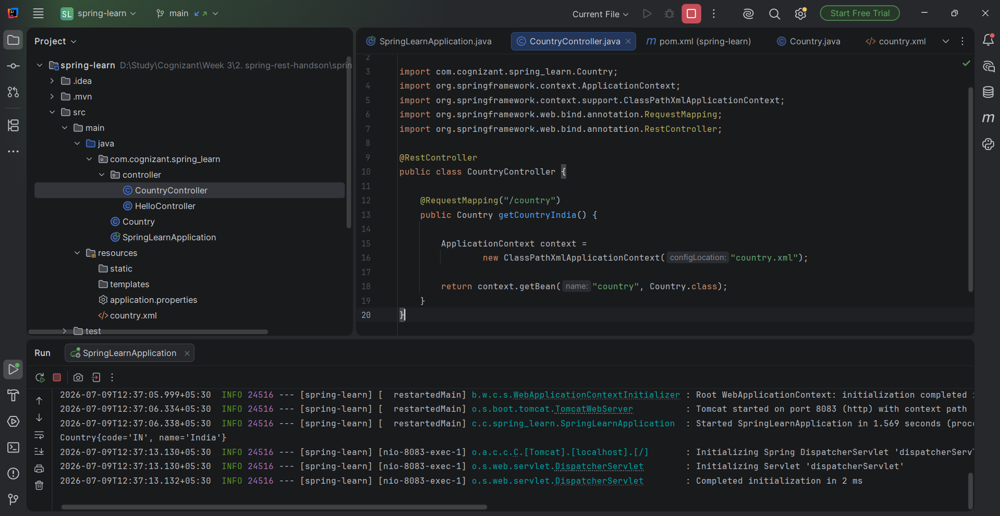 SL spring-learn main Current File Start Free Trial
Project
spring-learn D:\Study\Cognizant\Week 3\2. spring-rest-handson\sprin
.idea
.mvn
src
main
java
com.cognizant.spring_learn
controller
CountryController
HelloController
Country
SpringLearnApplication
resources
static
templates
application.properties
country.xml
test
SpringLearnApplication.java CountryController.java pom.xml (spring-learn) Country.java country.xml
2
3 import com.cognizant.spring_learn.Country;
4 import org.springframework.context.ApplicationContext;
5 import org.springframework.context.support.ClassPathXmlApplicationContext;
6 import org.springframework.web.bind.annotation.RequestMapping;
7 import org.springframework.web.bind.annotation.RestController;
8
9 @RestController
10 public class CountryController {
11
12 @RequestMapping("/country")
13 public Country getCountryIndia() {
14
15 ApplicationContext context =
16 new ClassPathXmlApplicationContext( configLocation: "country.xml");
17
18 return context.getBean( name: "country", Country.class);
19 }
20 }
Run SpringLearnApplication
2026-07-09T12:37:05.999+05:30 INFO 24516 --- [spring-learn] [ restartedMain] b.w.c.s.WebApplicationContextInitializer : Root WebApplicationContext: initialization completed i
2026-07-09T12:37:06.334+05:30 INFO 24516 --- [spring-learn] [ restartedMain] o.s.boot.tomcat.TomcatWebServer : Tomcat started on port 8083 (http) with context path
2026-07-09T12:37:06.338+05:30 INFO 24516 --- [spring-learn] [ restartedMain] c.c.spring_learn.SpringLearnApplication : Started SpringLearnApplication in 1.569 seconds (proc
Country{code='IN', name='India'}
2026-07-09T12:37:13.130+05:30 INFO 24516 --- [spring-learn] [nio-8083-exec-1] o.a.c.c.C.[Tomcat].[localhost].[/] : Initializing Spring DispatcherServlet 'dispatcherServl
2026-07-09T12:37:13.130+05:30 INFO 24516 --- [spring-learn] [nio-8083-exec-1] o.s.web.servlet.DispatcherServlet : Initializing Servlet 'dispatcherServlet'
2026-07-09T12:37:13.132+05:30 INFO 24516 --- [spring-learn] [nio-8083-exec-1] o.s.web.servlet.DispatcherServlet : Completed initialization in 2 ms